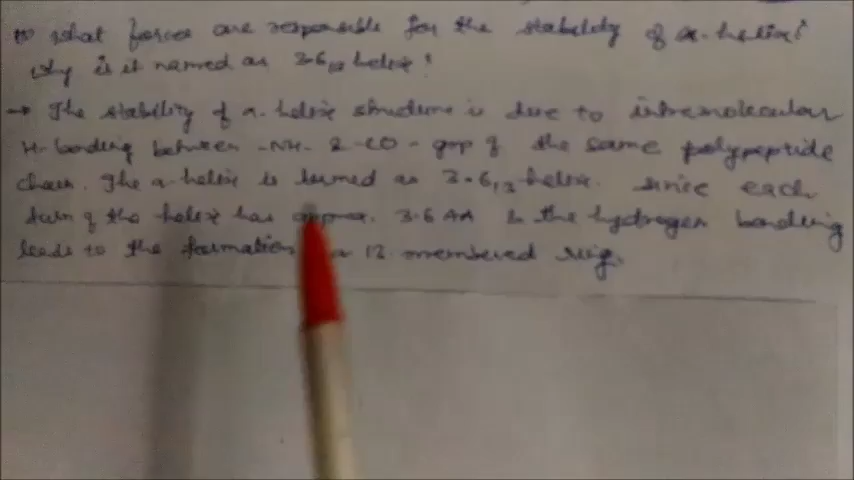 what forces are responsible for the stability of α-helix?
why is it named as 3.6₁₃ helix?
→ The stability of α-helix structure is due to intramolecular
H-bonding between -NH- & -CO- grp of the same polypeptide
chain. The α-helix is termed as 3.6₁₃ helix. since each
turn of the helix has approx. 3.6 AA & the hydrogen bonding
leads to the formation a 13 membered ring.